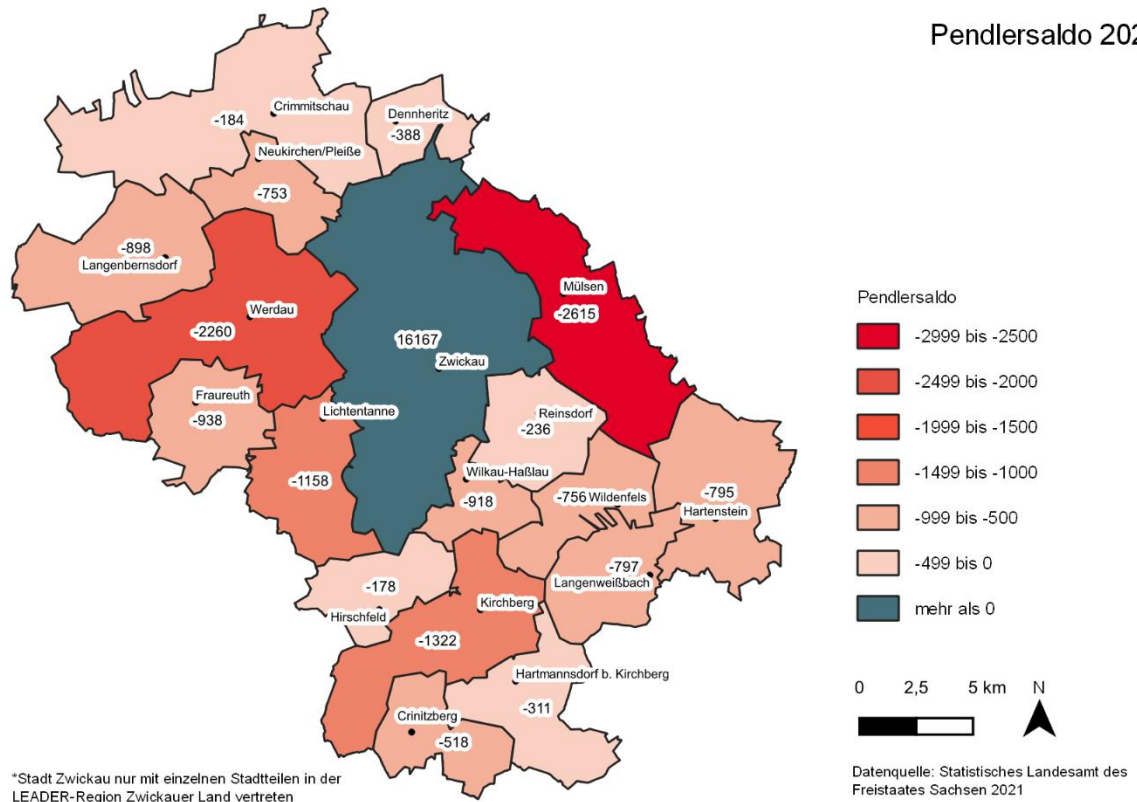 Pendlersaldo 202
Crimmitschau
-184
Dennheritz
-388
Neukirchen/Pleiße
-753
-898
Langenbernsdorf
Werdau
-2260
Mülsen
-2615
16167
Zwickau
Fraureuth
-938
Lichtentanne
-1158
Reinsdorf
-236
Wilkau-Haßlau
-918
-756
Wildenfels
-795
Hartenstein
-797
Langenweißbach
-178
Hirschfeld
Kirchberg
-1322
Hartmannsdorf b. Kirchberg
-311
Crinitzberg
-518
Pendlersaldo
-2999 bis -2500
-2499 bis -2000
-1999 bis -1500
-1499 bis -1000
-999 bis -500
-499 bis 0
mehr als 0
0 2,5 5 km N
*Stadt Zwickau nur mit einzelnen Stadtteilen in der
LEADER-Region Zwickauer Land vertreten
Datenquelle: Statistisches Landesamt des
Freistaates Sachsen 2021